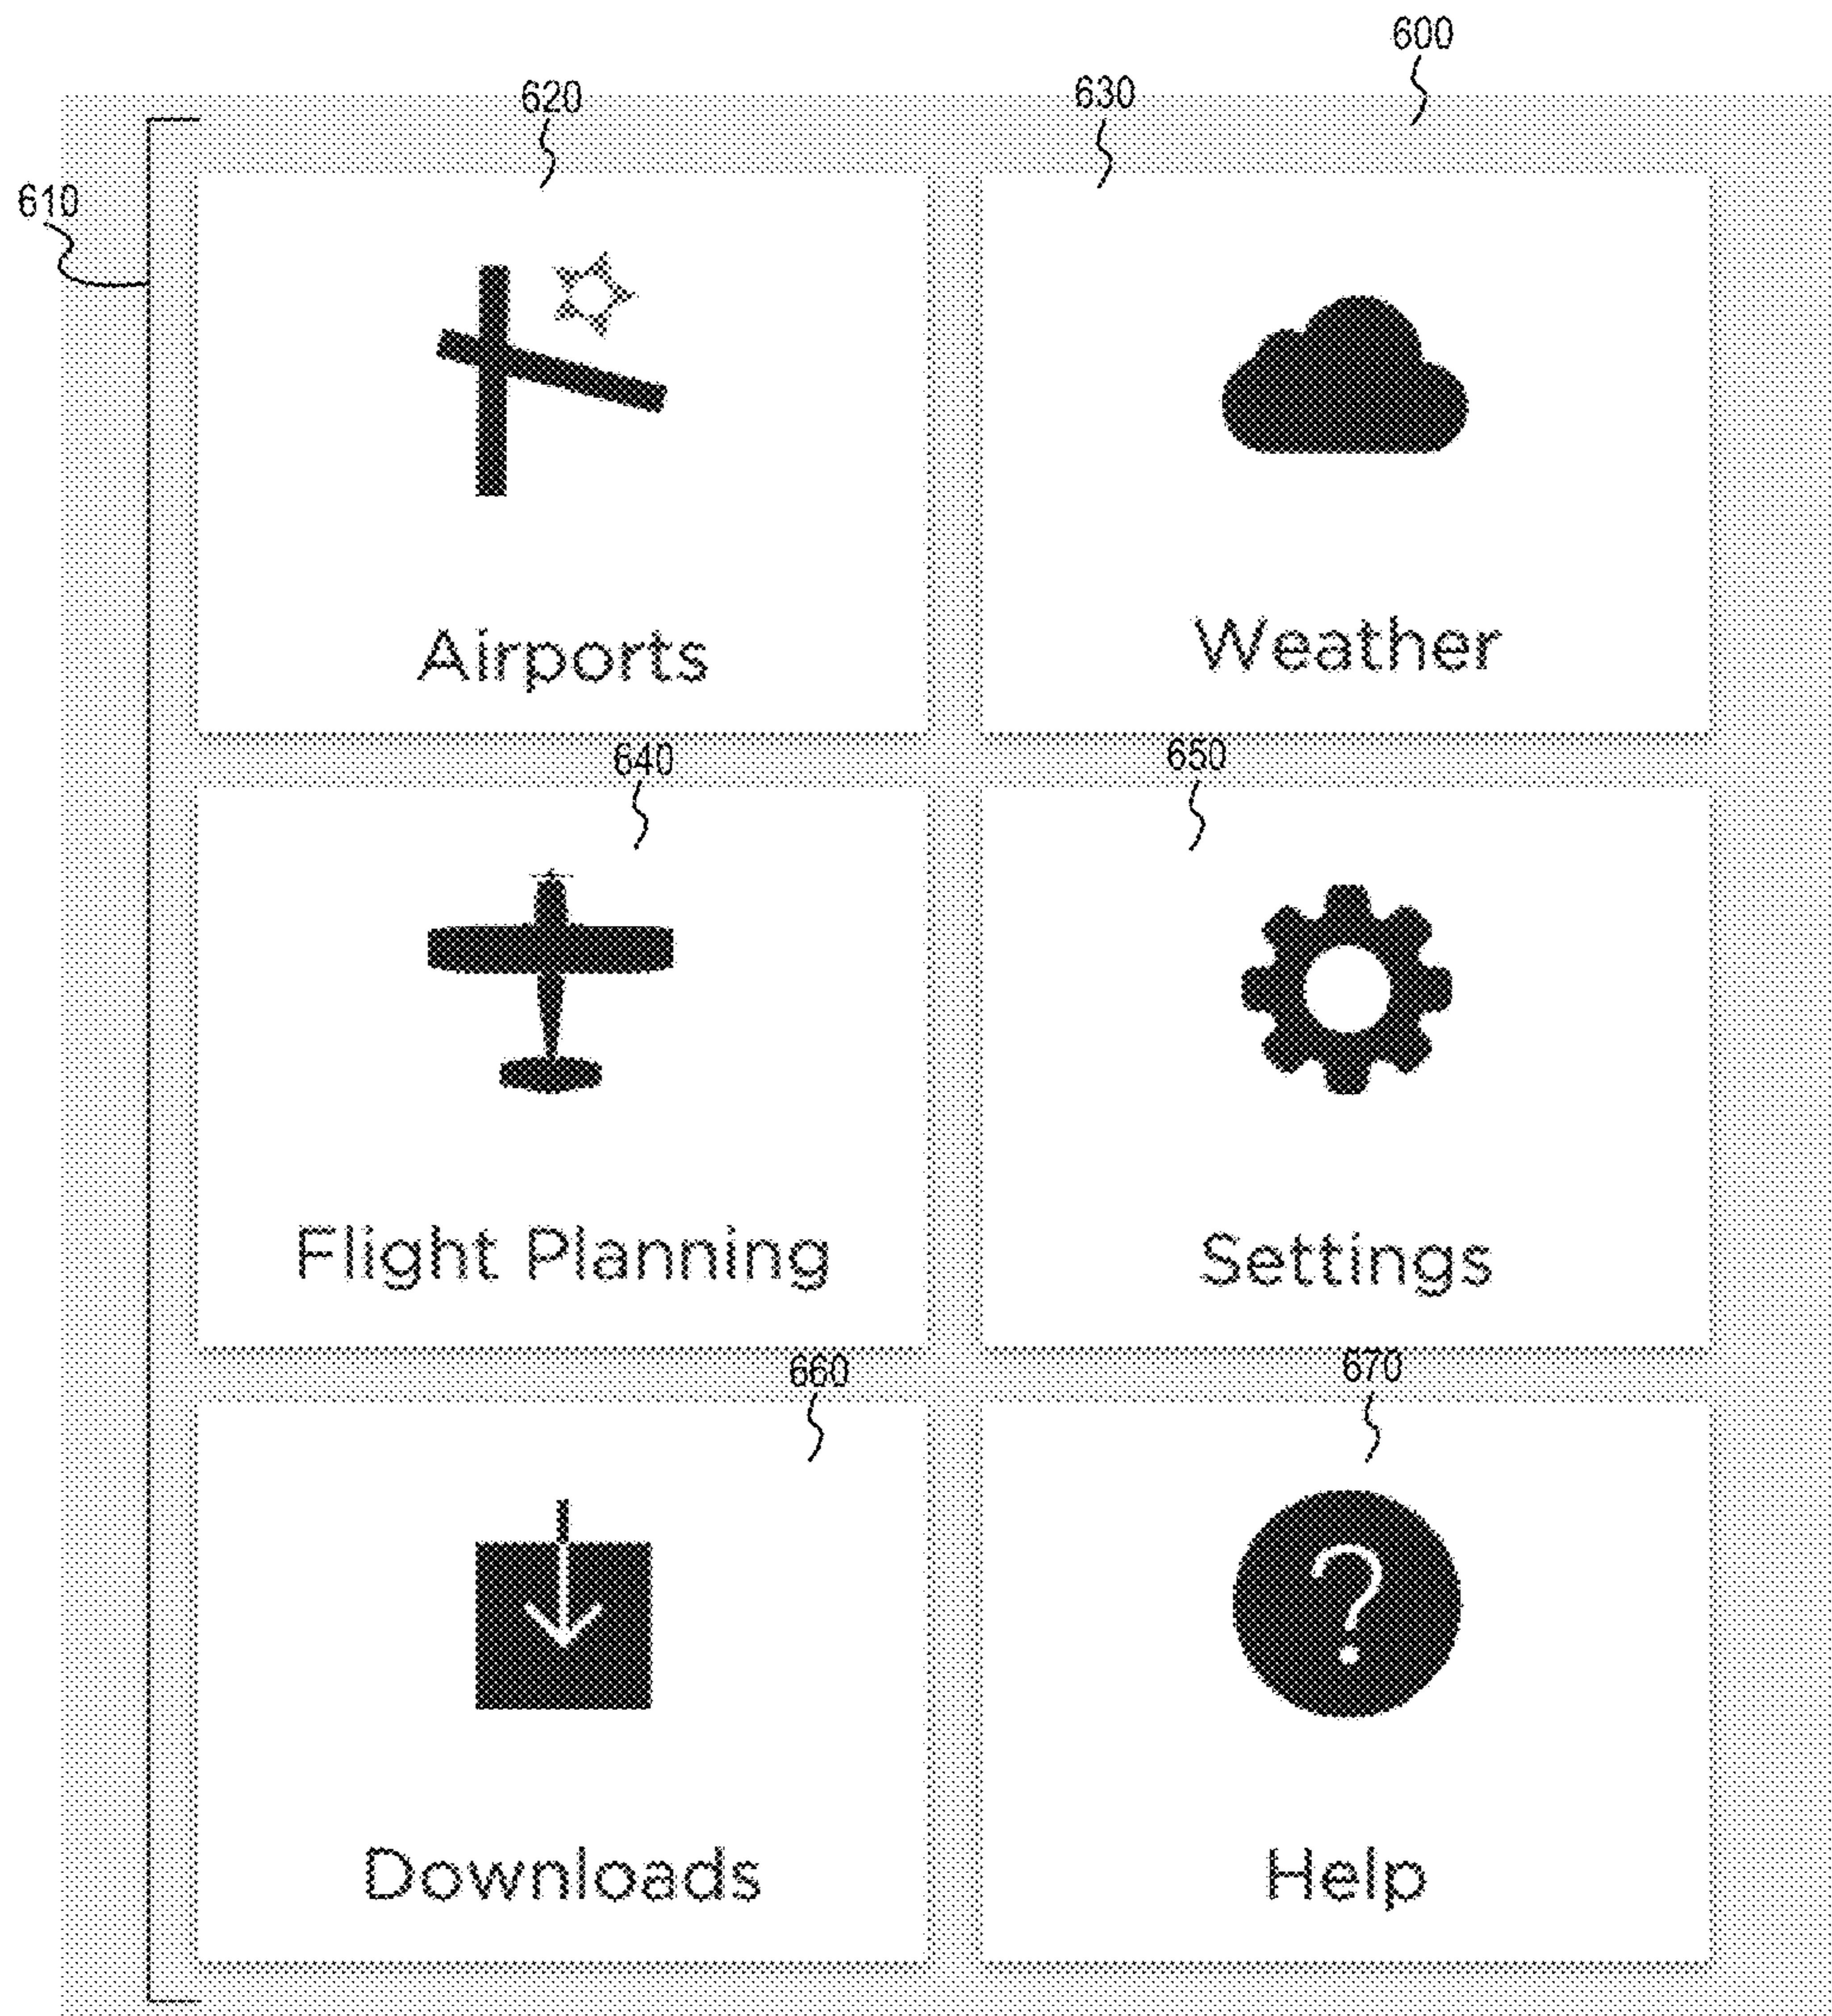 600
620
630
610
Airports
Weather
640
650
Flight Planning
Settings
660
670
?
Downloads
Help